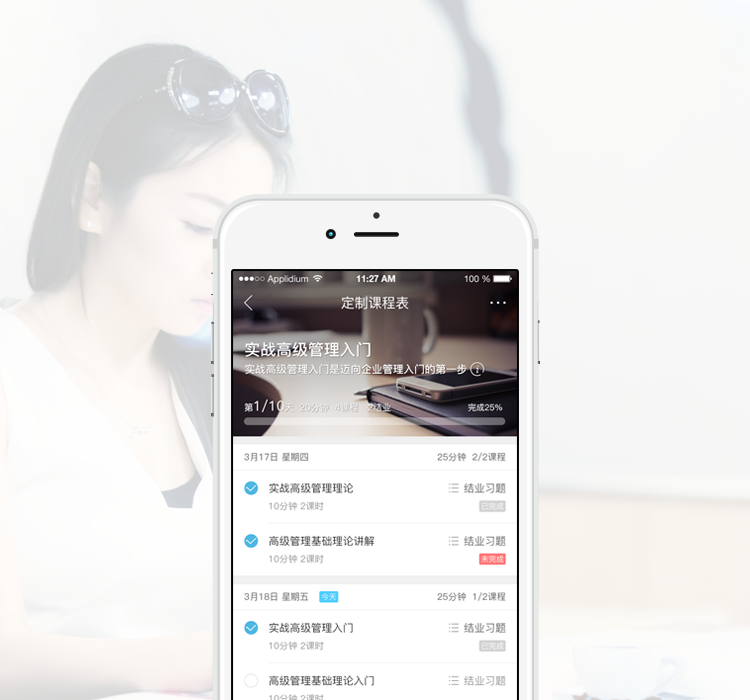 Applidium 11:27 AM 100 %
定制课程表
实战高级管理入门
实战高级管理入门是迈向企业管理入门的第一步 ?
第1/10天 20分钟 4课程 完成25%
3月17日 星期四 25分钟 2/2课程
实战高级管理理论 结业习题
10分钟 2课时 已完成
高级管理基础理论讲解 结业习题
10分钟 2课时 未完成
3月18日 星期五 今天 25分钟 1/2课程
实战高级管理入门 结业习题
10分钟 2课时 已完成
高级管理基础理论入门 结业习题
10分钟 2课时